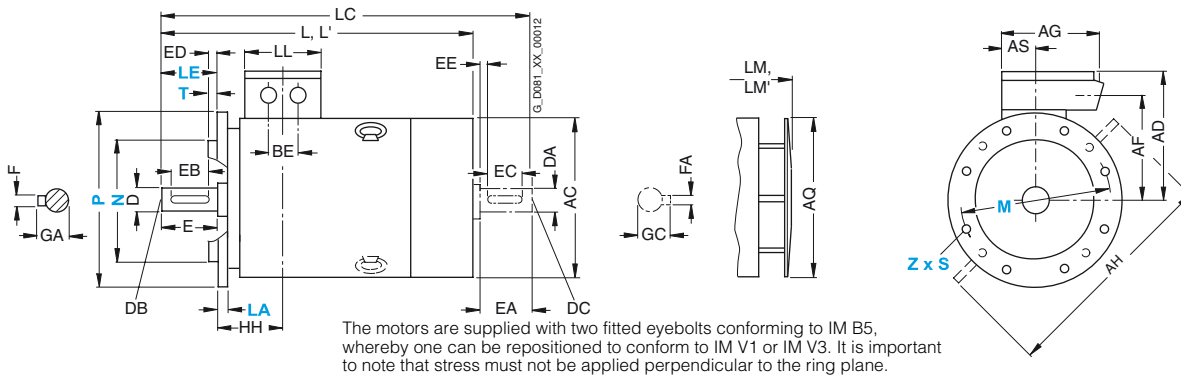 LC
L, L'
ED
LL
LE
T
EE
G_D081_XX_00012
LM,
LM'
AG
AS
BE
EB
F
P
N
D
GA
E
EC
DA
AC
FA
GC
AQ
AF
AD
M
Z x S
AH
DB
LA
HH
EA
DC
The motors are supplied with two fitted eyebolts conforming to IM B5,
whereby one can be repositioned to conform to IM V1 or IM V3. It is important
to note that stress must not be applied perpendicular to the ring plane.